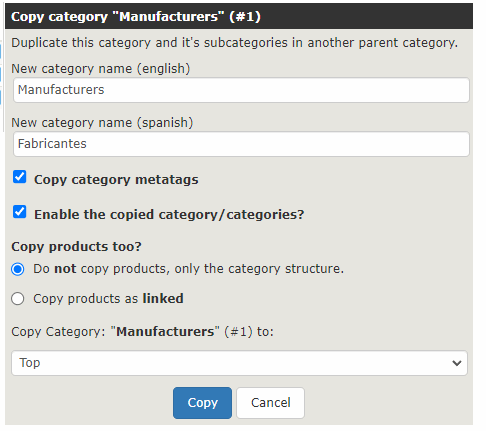 Copy category "Manufacturers" (#1)
Duplicate this category and it's subcategories in another parent category.
New category name (english)
Manufacturers
New category name (spanish)
Fabricantes
Copy category metatags
Enable the copied category/categories?
Copy products too?
Do not copy products, only the category structure.
Copy products as linked
Copy Category: "Manufacturers" (#1) to:
Top
Copy Cancel